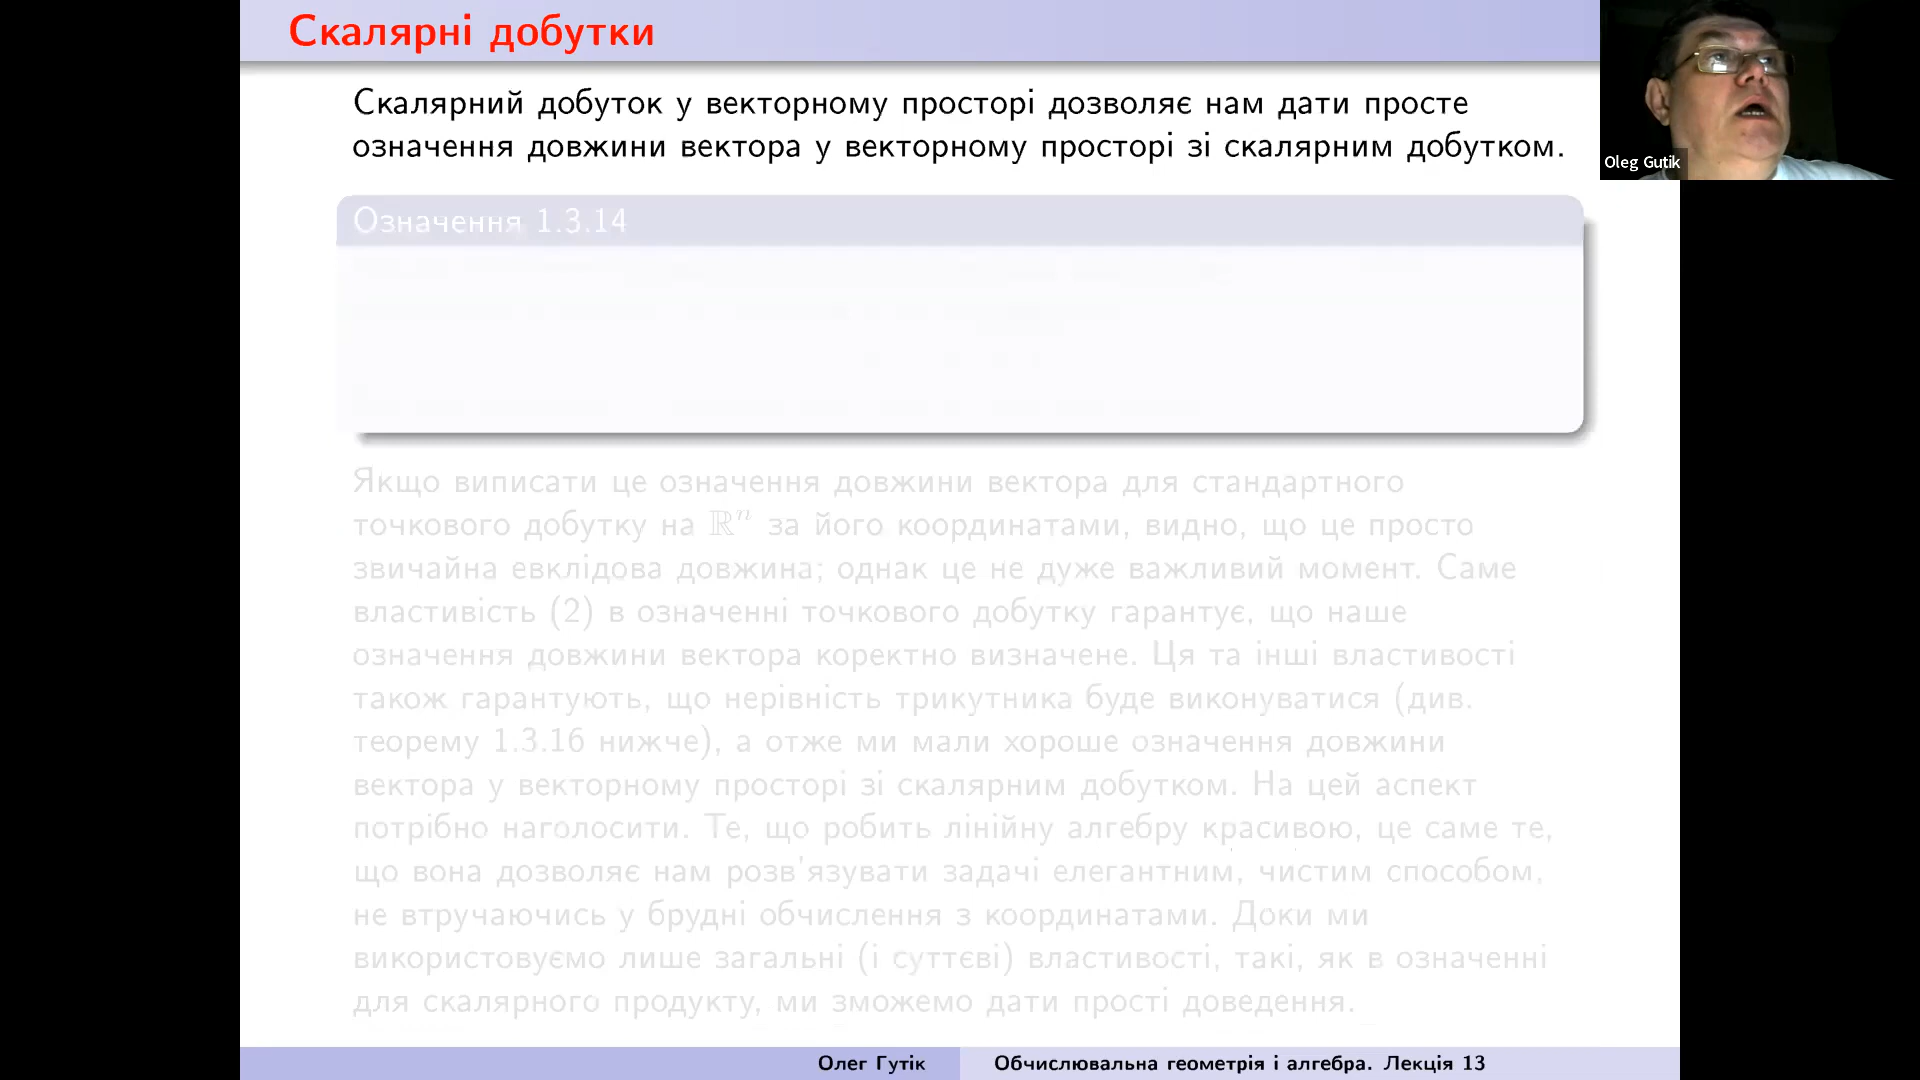 Скалярні добутки
Скалярний добуток у векторному просторі дозволяє нам дати просте
означення довжини вектора у векторному просторі зі скалярним добутком.
Oleg Gutik
Означення 1.3.14
Якщо виписати це означення довжини вектора для стандартного
точкового добутку на ℝⁿ за його координатами, видно, що це просто
звичайна евклідова довжина; однак це не дуже важливий момент. Саме
властивість (2) в означенні точкового добутку гарантує, що наше
означення довжини вектора коректно визначене. Ця та інші властивості
також гарантують, що нерівність трикутника буде виконуватися (див.
теорему 1.3.16 нижче), а отже ми мали хороше означення довжини
вектора у векторному просторі зі скалярним добутком. На цей аспект
потрібно наголосити. Те, що робить лінійну алгебру красивою, це саме те,
що вона дозволяє нам розв'язувати задачі елегантним, чистим способом,
не втручаючись у брудні обчислення з координатами. Доки ми
використовуємо лише загальні (і суттєві) властивості, такі, як в означенні
для скалярного продукту, ми зможемо дати прості доведення.
Олег Гутік
Обчислювальна геометрія і алгебра. Лекція 13